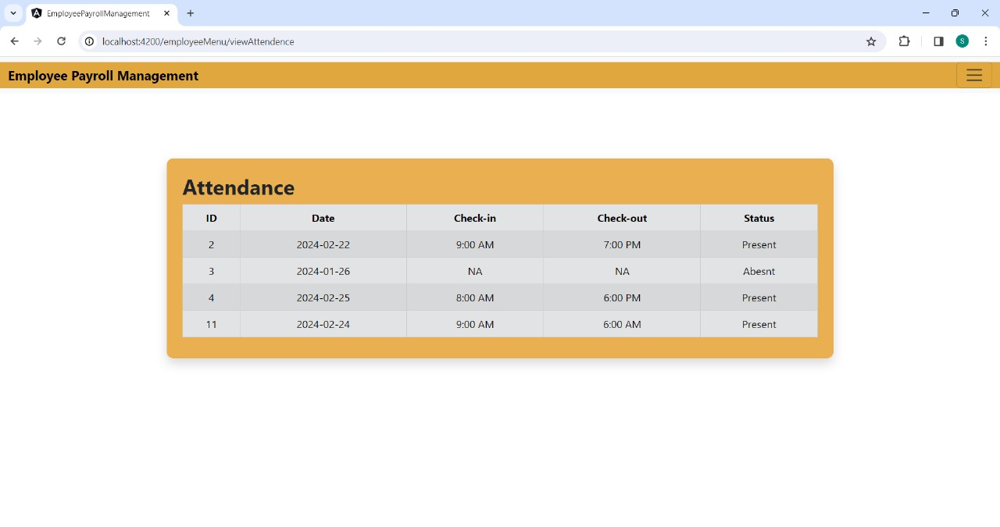 EmployeePayrollManagement
localhost:4200/employeeMenu/viewAttendence
S
Employee Payroll Management
Attendance
ID Date Check-in Check-out Status
2 2024-02-22 9:00 AM 7:00 PM Present
3 2024-01-26 NA NA Abesnt
4 2024-02-25 8:00 AM 6:00 PM Present
11 2024-02-24 9:00 AM 6:00 AM Present